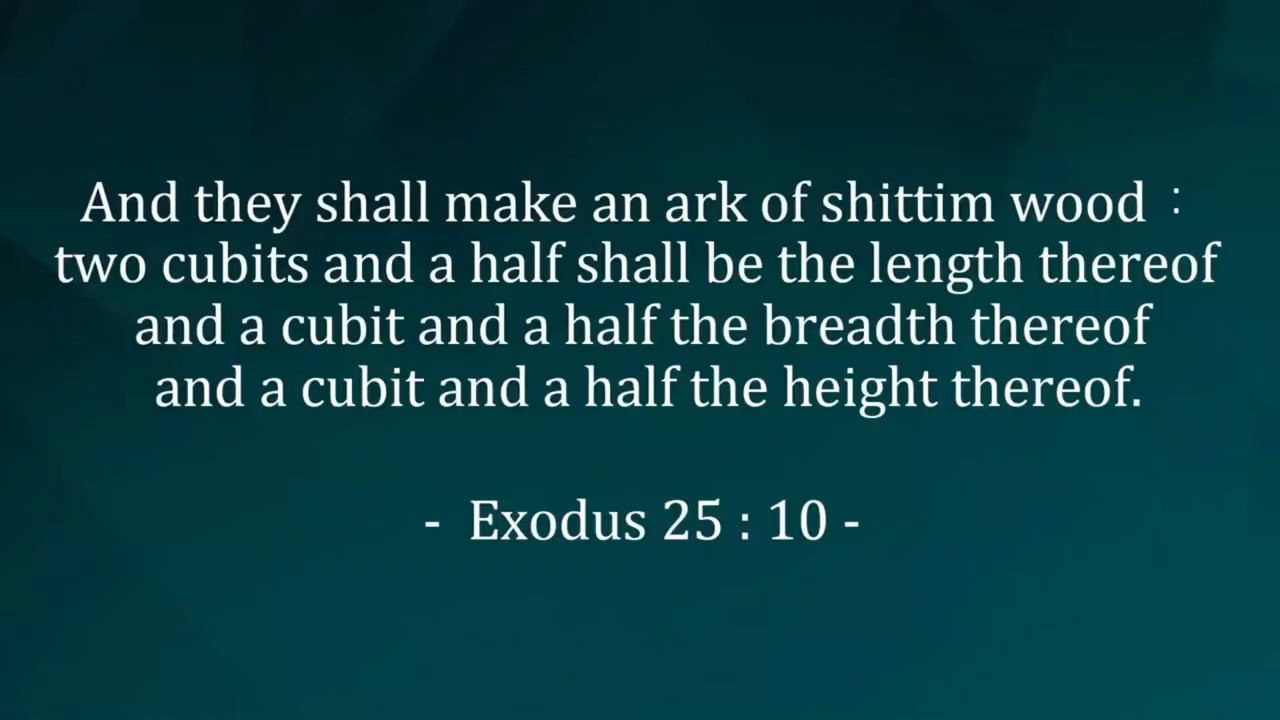 And they shall make an ark of shittim wood :
two cubits and a half shall be the length thereof
and a cubit and a half the breadth thereof
and a cubit and a half the height thereof.
- Exodus 25 : 10 -